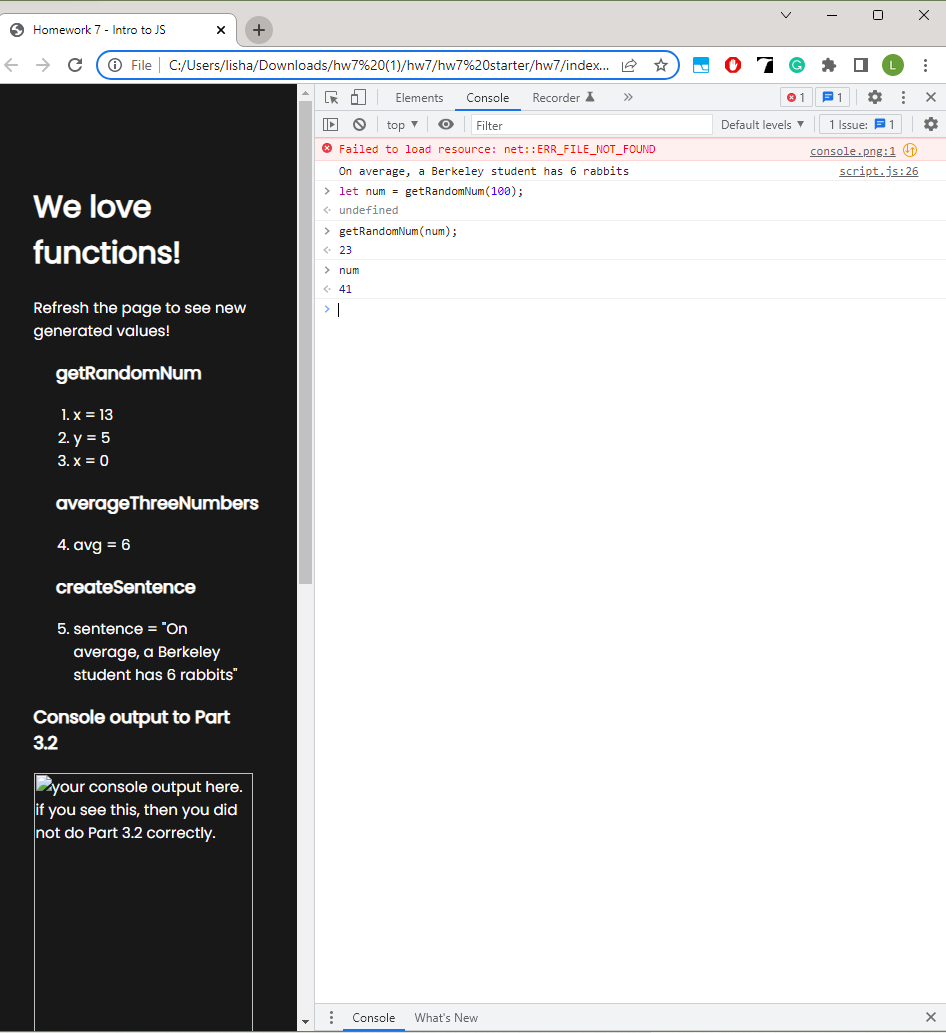 Homework 7 - Intro to JS
File | C:/Users/lisha/Downloads/hw7%20(1)/hw7/hw7%20starter/hw7/index...
L
We love
functions!
Refresh the page to see new
generated values!
getRandomNum
1. x = 13
2. y = 5
3. x = 0
averageThreeNumbers
4. avg = 6
createSentence
5. sentence = "On
average, a Berkeley
student has 6 rabbits"
Console output to Part
3.2
your console output here.
if you see this, then you did
not do Part 3.2 correctly.
Elements Console Recorder 1 1
top Filter Default levels 1 Issue: 1
Failed to load resource: net::ERR_FILE_NOT_FOUND console.png:1
On average, a Berkeley student has 6 rabbits script.js:26
let num = getRandomNum(100);
undefined
getRandomNum(num);
23
num
41
Console What's New